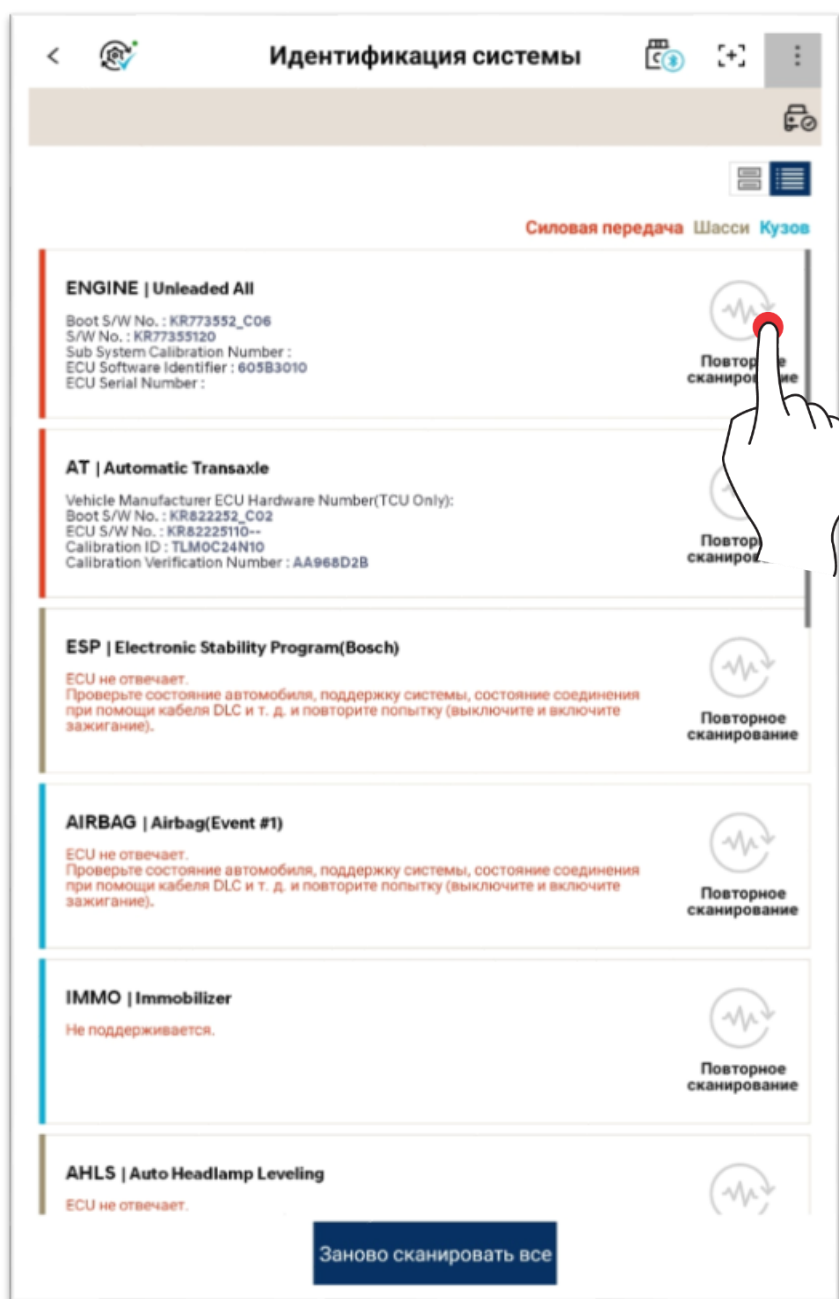 Идентификация системы
Силовая передача Шасси Кузов
ENGINE | Unleaded All
Boot S/W No. : KR773552_C06
S/W No. : KR77355120
Sub System Calibration Number :
ECU Software Identifier : 605B3010
ECU Serial Number :
Повтор е
сканиро ие
AT | Automatic Transaxle
Vehicle Manufacturer ECU Hardware Number(TCU Only):
Boot S/W No. : KR822252_C02
ECU S/W No. : KR82225110--
Calibration ID : TLM0C24N10
Calibration Verification Number : AA968D2B
Повтор
сканиро
ESP | Electronic Stability Program(Bosch)
ECU не отвечает.
Проверьте состояние автомобиля, поддержку системы, состояние соединения
при помощи кабеля DLC и т. д. и повторите попытку (выключите и включите
зажигание).
Повторное
сканирование
AIRBAG | Airbag(Event #1)
ECU не отвечает.
Проверьте состояние автомобиля, поддержку системы, состояние соединения
при помощи кабеля DLC и т. д. и повторите попытку (выключите и включите
зажигание).
Повторное
сканирование
IMMO | Immobilizer
Не поддерживается.
Повторное
сканирование
AHLS | Auto Headlamp Leveling
ECU не отвечает.
Заново сканировать все